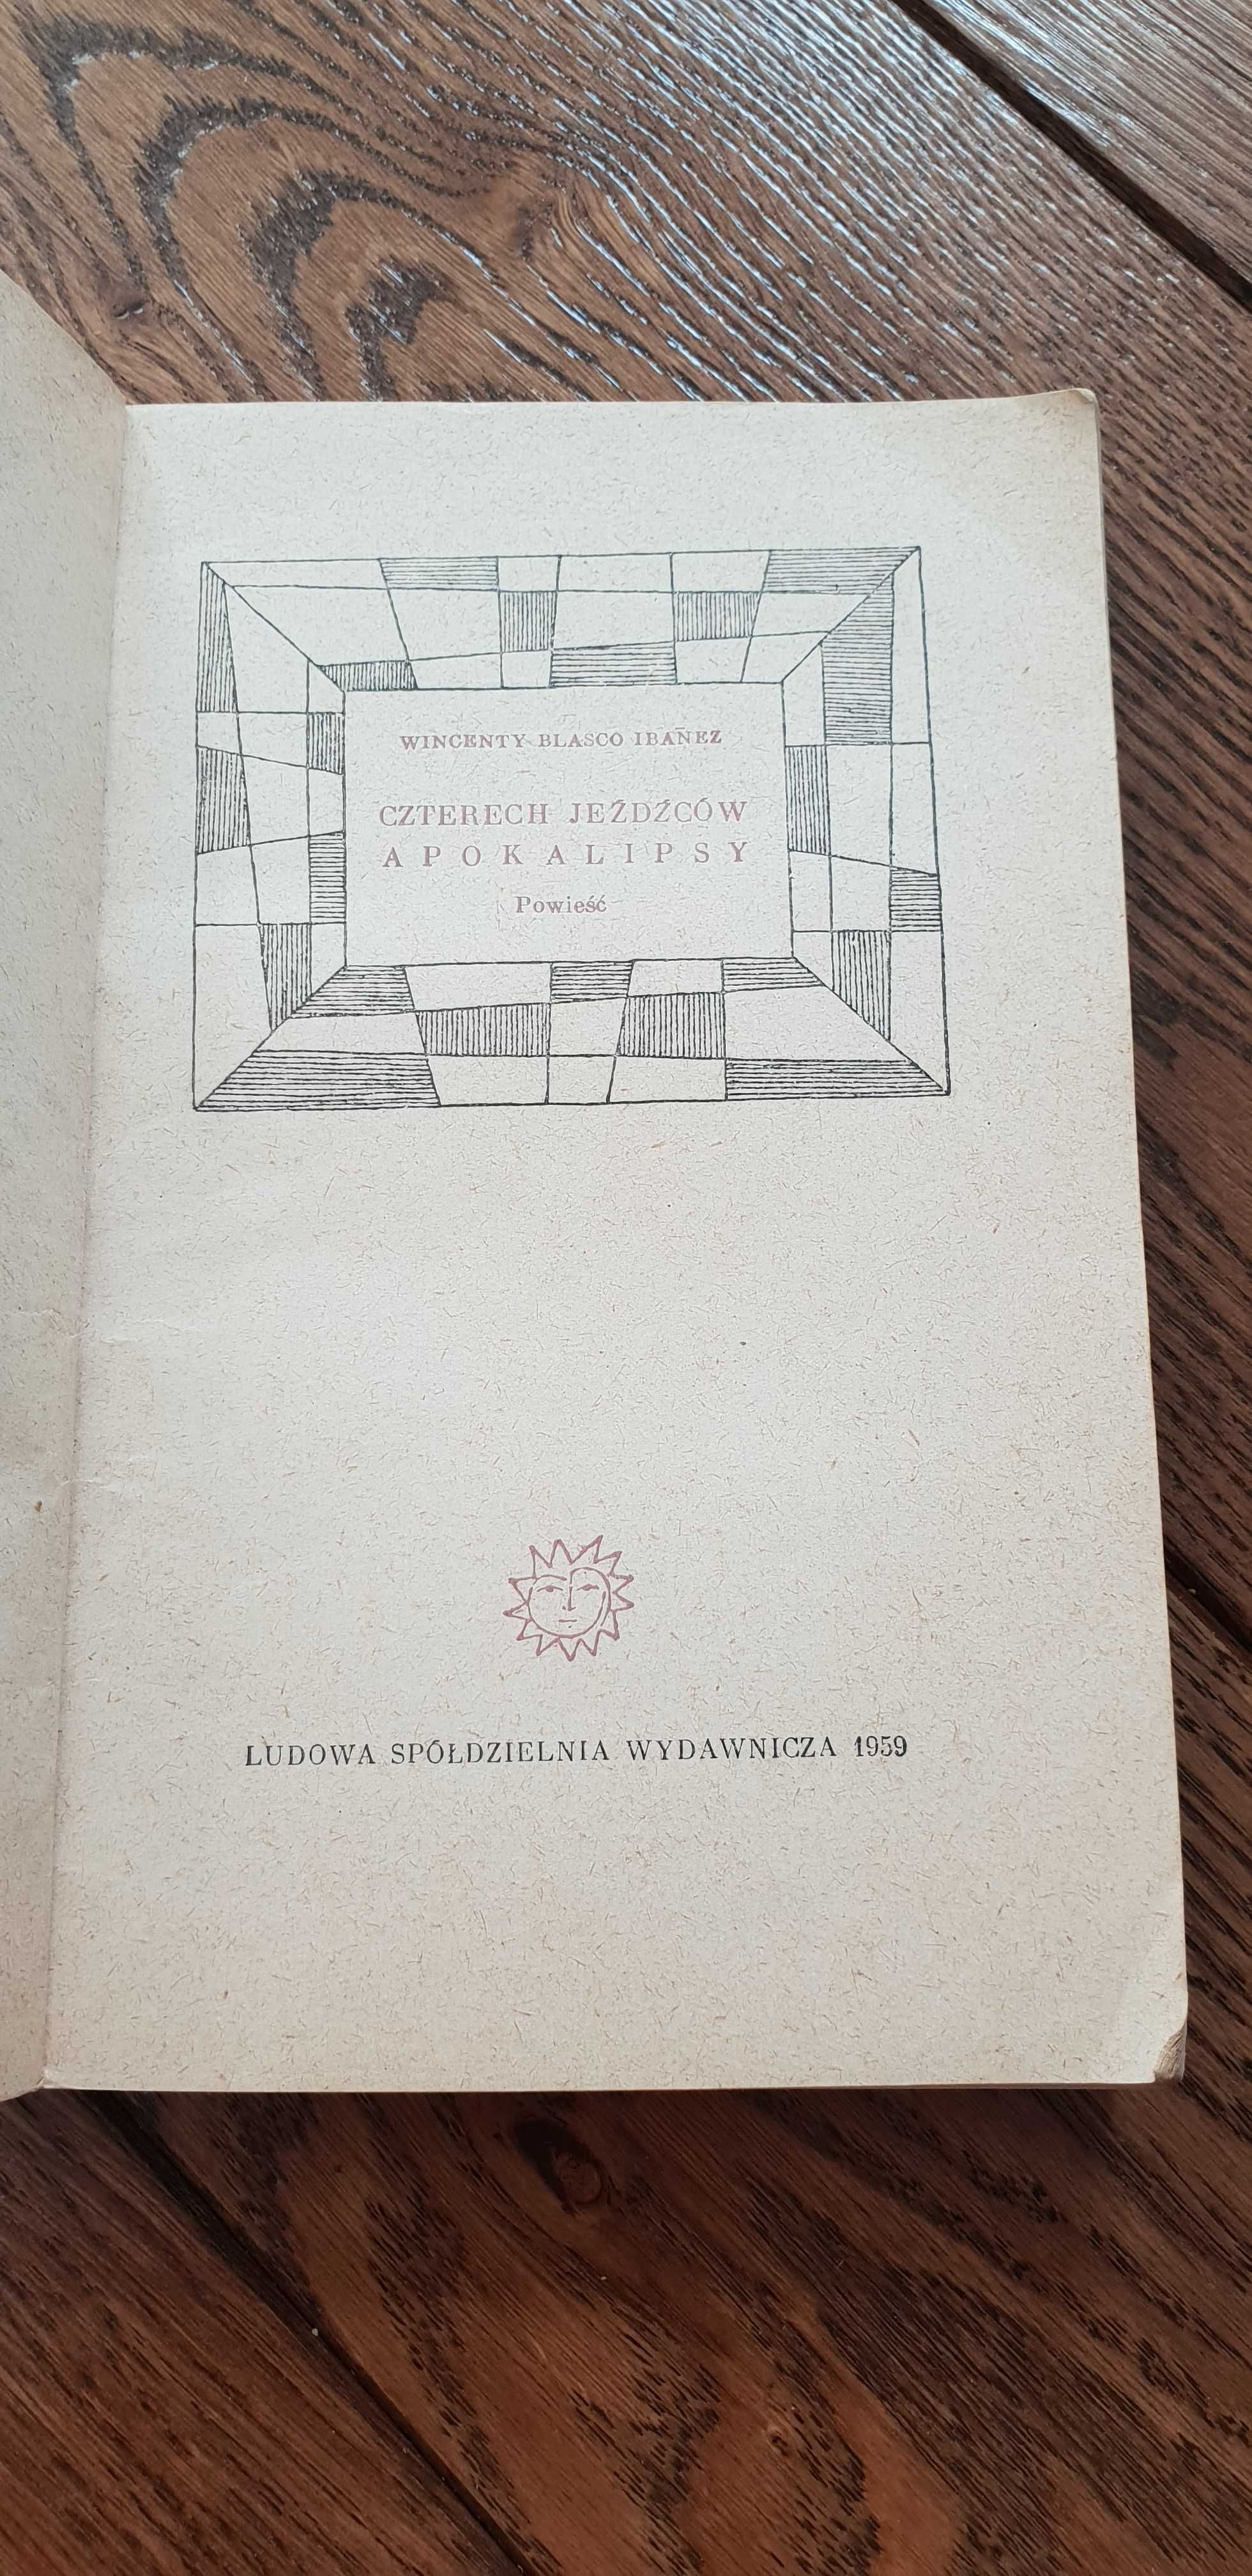 WINCENTY BLASCO IBAÑEZ
CZTERECH JEŹDŹCÓW
APOKALIPSY
Powieść
LUDOWA SPÓŁDZIELNIA WYDAWNICZA 1959